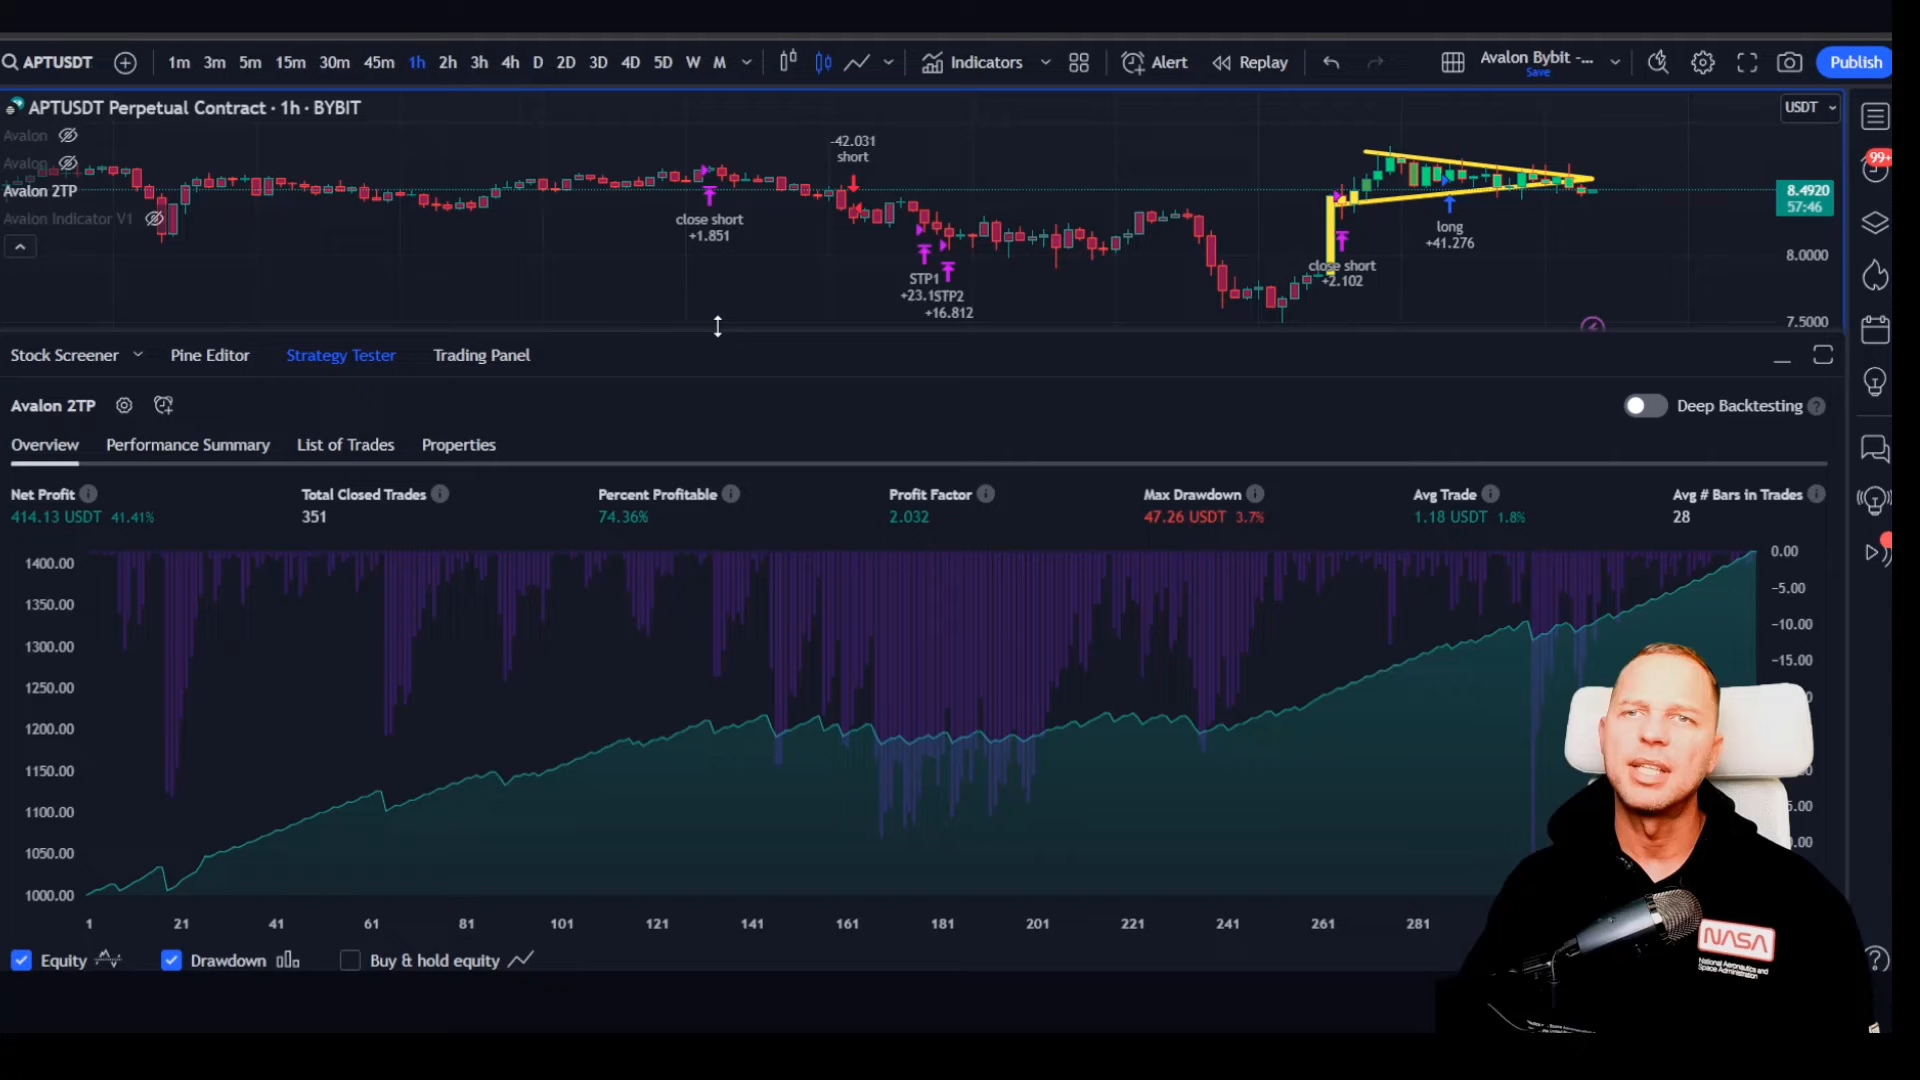 APTUSDT 1m 3m 5m 15m 30m 45m 1h 2h 3h 4h D 2D 3D 4D 5D W M Indicators Alert Replay Avalon Bybit -... Publish
Save
APTUSDT Perpetual Contract · 1h · BYBIT USDT
Avalon
Avalon
Avalon 2TP
Avalon Indicator V1
-42.031
short
close short
+1.851
STP1
+23.1STP2
+16.812
close short
+2.102
long
+41.276
99+
8.4920
57:46
8.0000
7.5000
Stock Screener Pine Editor Strategy Tester Trading Panel
Avalon 2TP Deep Backtesting
Overview Performance Summary List of Trades Properties
Net Profit Total Closed Trades Percent Profitable Profit Factor Max Drawdown Avg Trade Avg # Bars in Trades
414.13 USDT 41.41% 351 74.36% 2.032 47.26 USDT 3.7% 1.18 USDT 1.8% 28
1400.00
1350.00
1300.00
1250.00
1200.00
1150.00
1100.00
1050.00
1000.00
0.00
−5.00
−10.00
−15.00
1 21 41 61 81 101 121 141 161 181 201 221 241 261 281
Equity Drawdown Buy & hold equity
NASA
National Aeronautics and
Space Administration